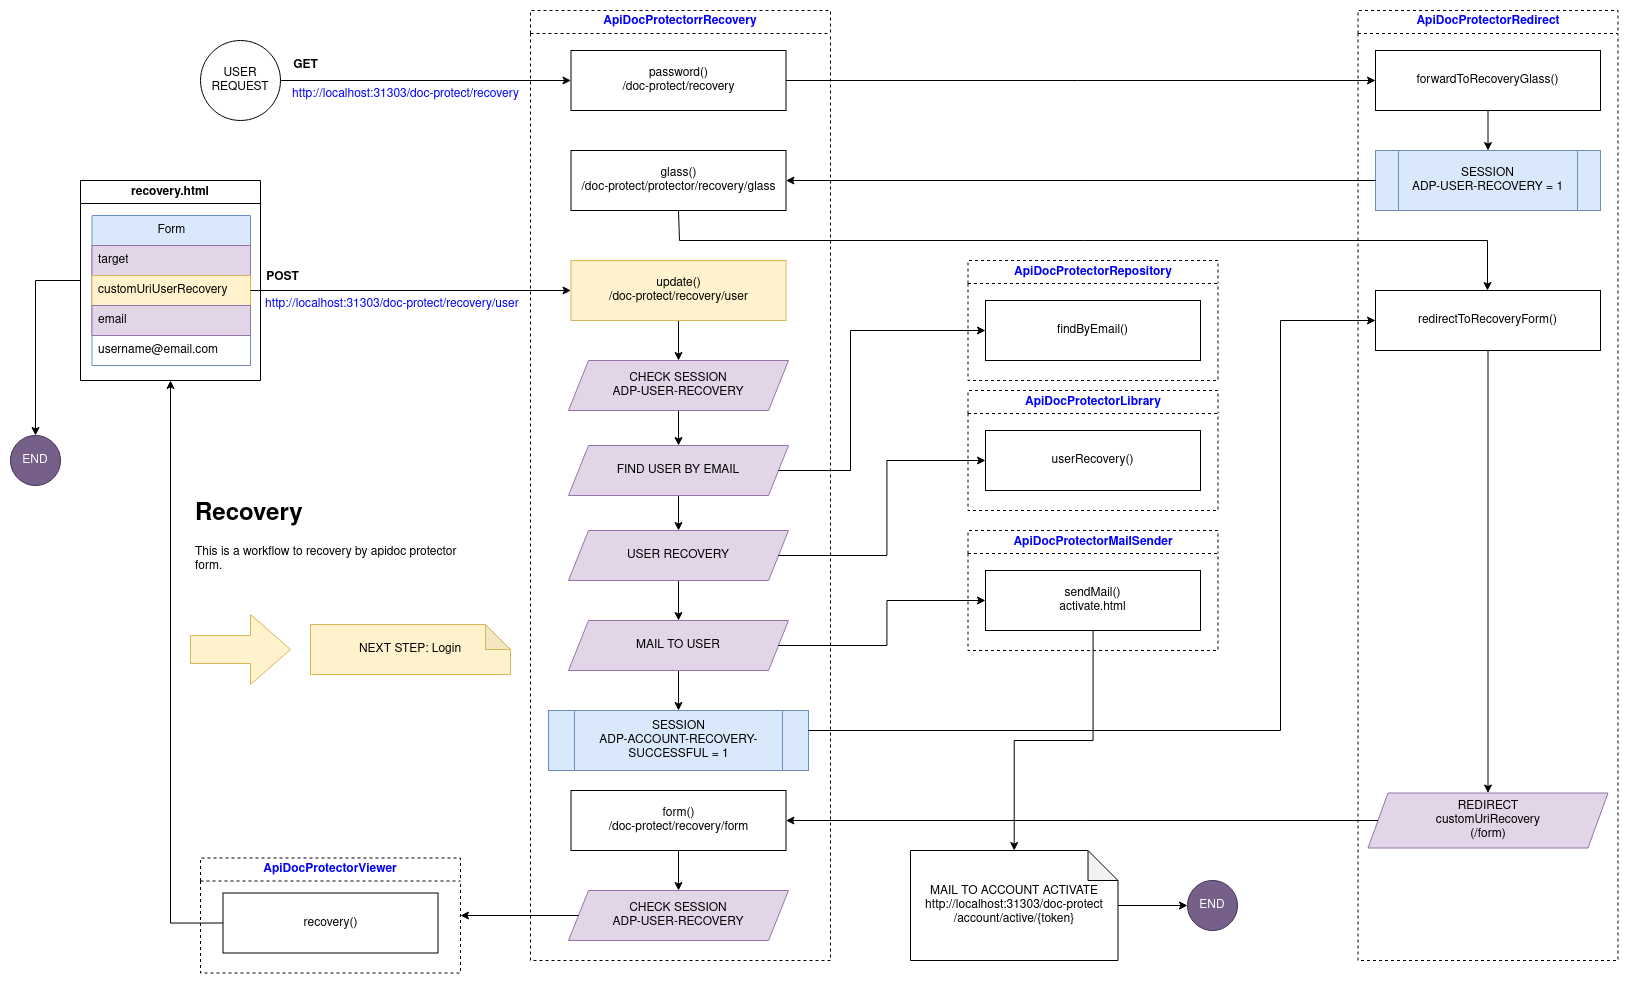 ApiDocProtectorrRecovery
ApiDocProtectorRedirect
USER
REQUEST
GET
http://localhost:31303/doc-protect/recovery
password()
/doc-protect/recovery
forwardToRecoveryGlass()
glass()
/doc-protect/protector/recovery/glass
SESSION
ADP-USER-RECOVERY = 1
recovery.html
Form
target
customUriUserRecovery
email
username@email.com
POST
http://localhost:31303/doc-protect/recovery/user
update()
/doc-protect/recovery/user
ApiDocProtectorRepository
findByEmail()
redirectToRecoveryForm()
CHECK SESSION
ADP-USER-RECOVERY
ApiDocProtectorLibrary
userRecovery()
END
FIND USER BY EMAIL
Recovery
This is a workflow to recovery by apidoc protector
form.
USER RECOVERY
ApiDocProtectorMailSender
sendMail()
activate.html
NEXT STEP: Login
MAIL TO USER
SESSION
ADP-ACCOUNT-RECOVERY-
SUCCESSFUL = 1
form()
/doc-protect/recovery/form
REDIRECT
customUriRecovery
(/form)
ApiDocProtectorViewer
recovery()
CHECK SESSION
ADP-USER-RECOVERY
MAIL TO ACCOUNT ACTIVATE
http://localhost:31303/doc-protect
/account/active/{token}
END